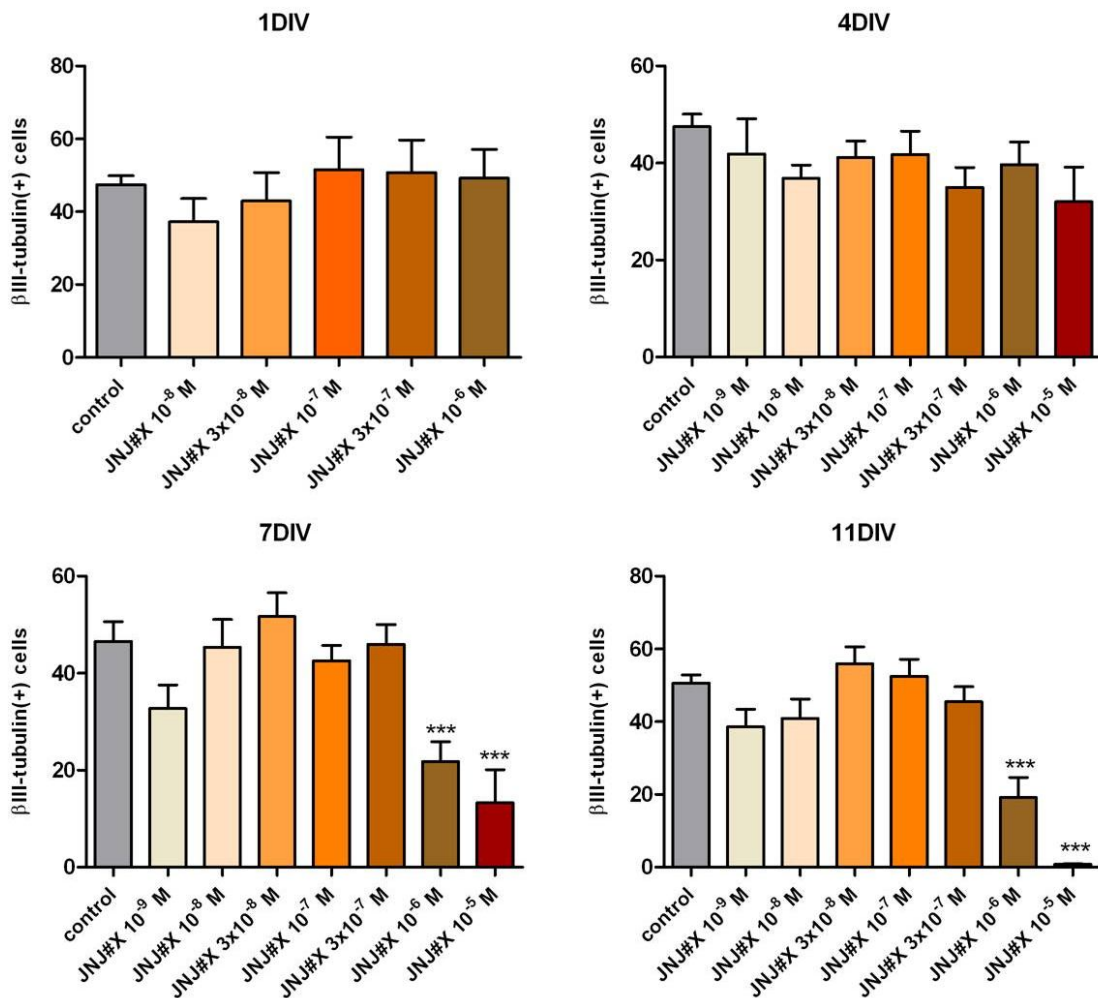 1DIV
80
60
40
20
0
βIII-tubulin(+) cells
control
JNJ#X 10⁻⁸ M
JNJ#X 3x10⁻⁸ M
JNJ#X 10⁻⁷ M
JNJ#X 3x10⁻⁷ M
JNJ#X 10⁻⁶ M
4DIV
60
40
20
0
βIII-tubulin(+) cells
control
JNJ#X 10⁻⁹ M
JNJ#X 10⁻⁸ M
JNJ#X 3x10⁻⁸ M
JNJ#X 10⁻⁷ M
JNJ#X 3x10⁻⁷ M
JNJ#X 10⁻⁶ M
JNJ#X 10⁻⁵ M
7DIV
60
40
20
0
βIII-tubulin(+) cells
***
***
control
JNJ#X 10⁻⁹ M
JNJ#X 10⁻⁸ M
JNJ#X 3x10⁻⁸ M
JNJ#X 10⁻⁷ M
JNJ#X 3x10⁻⁷ M
JNJ#X 10⁻⁶ M
JNJ#X 10⁻⁵ M
11DIV
80
60
40
20
0
βIII-tubulin(+) cells
***
***
control
JNJ#X 10⁻⁹ M
JNJ#X 10⁻⁸ M
JNJ#X 3x10⁻⁸ M
JNJ#X 10⁻⁷ M
JNJ#X 3x10⁻⁷ M
JNJ#X 10⁻⁶ M
JNJ#X 10⁻⁵ M